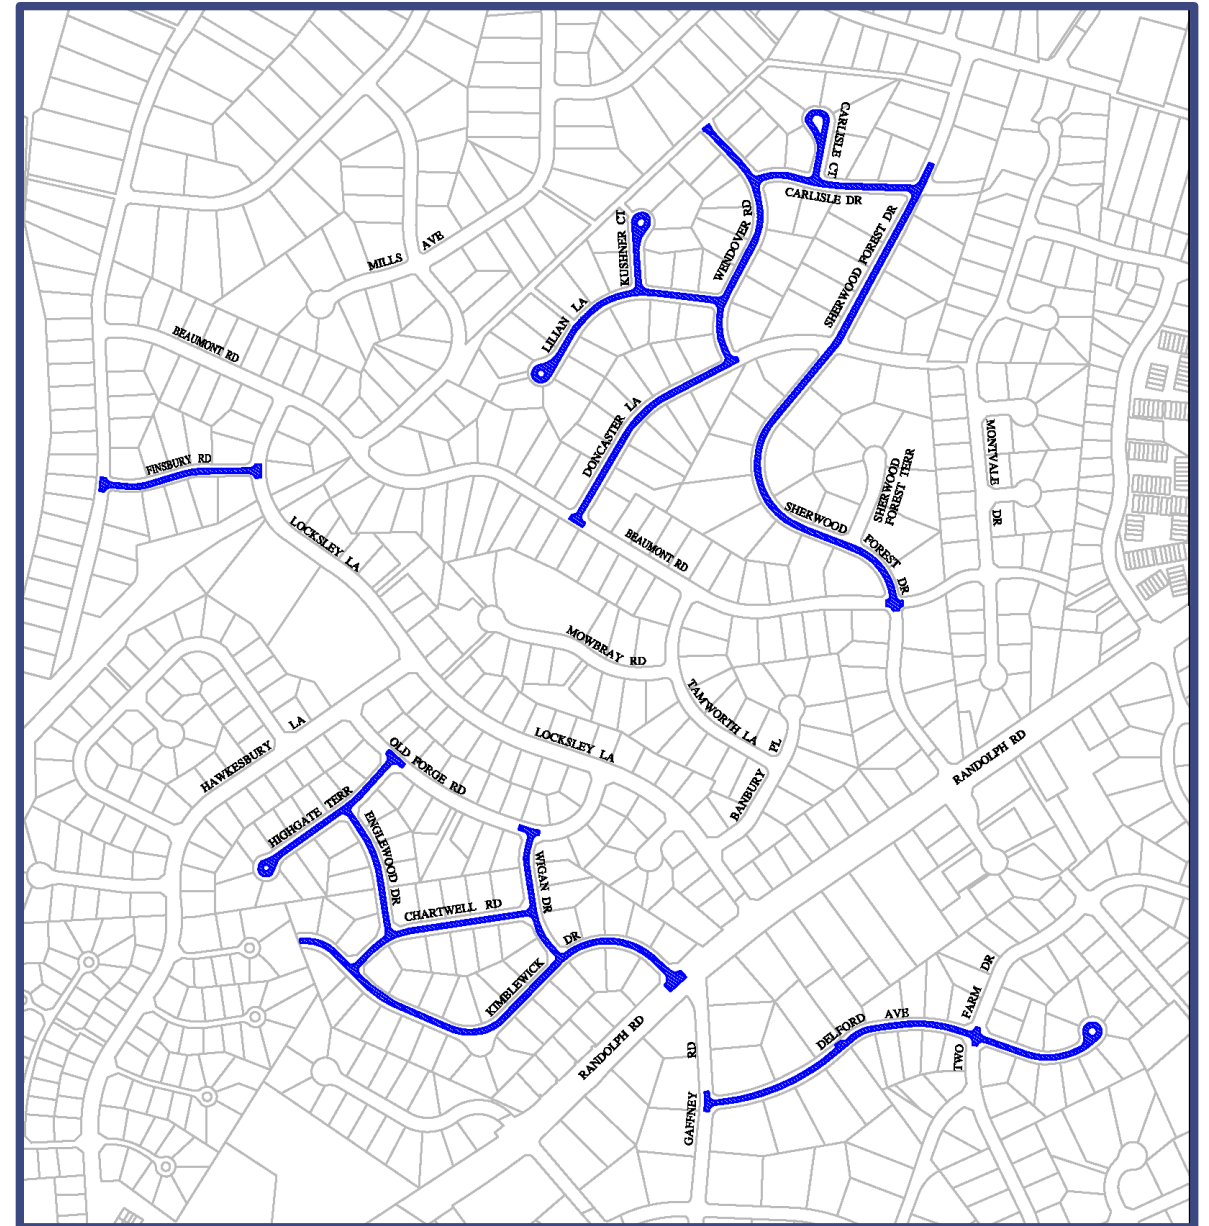 CARLISLE CT
CARLISLE DR
WENDOVER RD
KUSHNER CT
SHERWOOD FOREST DR
MILLS AVE
LILIAN LA
BEAUMONT RD
DONCASTER LA
MONTVALE DR
FINSBURY RD
SHERWOOD
FOREST TERR
SHERWOOD FOREST DR
LOCKSLEY LA
BEAUMONT RD
MOWBRAY RD
TAMWORTH LA
HAWKESBURY LA
LOCKSLEY LA
BANBURY PL
RANDOLPH RD
OLD FORGE RD
HIGHGATE TERR
ENGLEWOOD DR
WIGAN DR
CHARTWELL RD
KIMBLEWICK DR
RANDOLPH RD
TWO FARM DR
DELFORD AVE
GAFFNEY RD